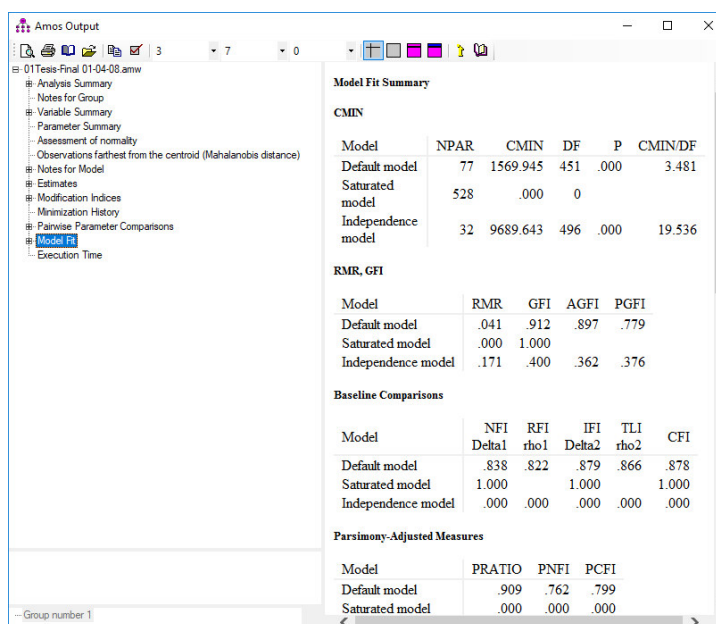 Amos Output
3 7 0
01Tesis-Final 01-04-08.amw
Analysis Summary
Notes for Group
Variable Summary
Parameter Summary
Assessment of normality
Observations farthest from the centroid (Mahalanobis distance)
Notes for Model
Estimates
Modification Indices
Minimization History
Pairwise Parameter Comparisons
Model Fit
Execution Time
Group number 1
Model Fit Summary
CMIN
Model NPAR CMIN DF P CMIN/DF
Default model 77 1569.945 451 .000 3.481
Saturated model 528 .000 0
Independence model 32 9689.643 496 .000 19.536
RMR, GFI
Model RMR GFI AGFI PGFI
Default model .041 .912 .897 .779
Saturated model .000 1.000
Independence model .171 .400 .362 .376
Baseline Comparisons
Model NFI Delta1 RFI rho1 IFI Delta2 TLI rho2 CFI
Default model .838 .822 .879 .866 .878
Saturated model 1.000 1.000 1.000
Independence model .000 .000 .000 .000 .000
Parsimony-Adjusted Measures
Model PRATIO PNFI PCFI
Default model .909 .762 .799
Saturated model .000 .000 .000